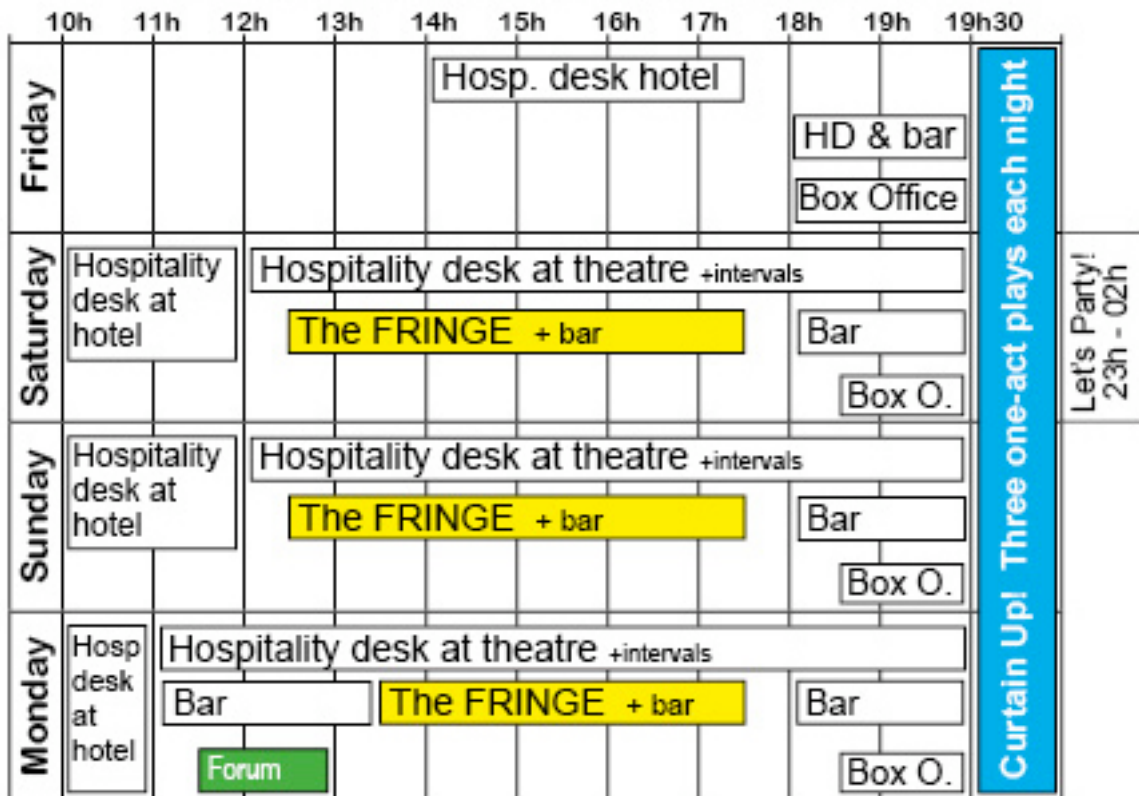 10h 11h 12h 13h 14h 15h 16h 17h 18h 19h 19h30
Friday
Hosp. desk hotel
HD & bar
Box Office
Saturday
Hospitality
desk at
hotel
Hospitality desk at theatre +intervals
The FRINGE + bar
Bar
Box O.
Let's Party!
23h - 02h
Sunday
Hospitality
desk at
hotel
Hospitality desk at theatre +intervals
The FRINGE + bar
Bar
Box O.
Monday
Hosp
desk
at
hotel
Hospitality desk at theatre +intervals
Bar
The FRINGE + bar
Bar
Forum
Box O.
Curtain Up! Three one-act plays each night